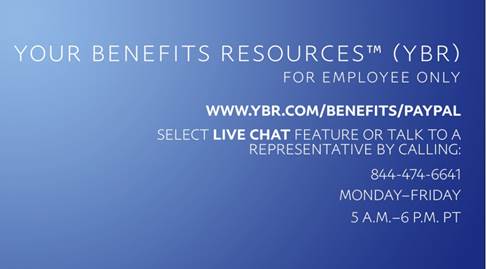 YOUR BENEFITS RESOURCES™ (YBR)
FOR EMPLOYEE ONLY
WWW.YBR.COM/BENEFITS/PAYPAL
SELECT LIVE CHAT FEATURE OR TALK TO A
REPRESENTATIVE BY CALLING:
844-474-6641
MONDAY–FRIDAY
5 A.M.–6 P.M. PT